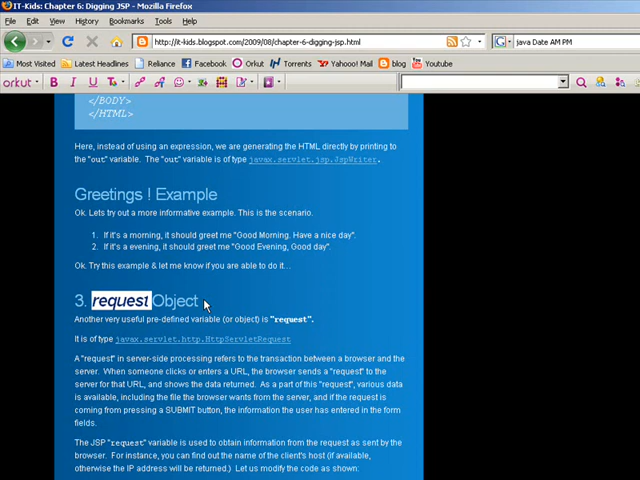 IT-Kids: Chapter 6: Digging JSP - Mozilla Firefox
File Edit View History Bookmarks Tools Help
http://it-kids.blogspot.com/2009/08/chapter-6-digging-jsp.html
java Date AM PM
Most Visited Latest Headlines Reliance Facebook Orkut Torrents Yahoo! Mail blog Youtube
orkut B I U T
</BODY>
</HTML>
Here, instead of using an expression, we are generating the HTML directly by printing to
the "out" variable. The "out" variable is of type javax.servlet.jsp.JspWriter.
Greetings ! Example
Ok. Lets try out a more informative example. This is the scenario.
1. If it's a morning, it should greet me "Good Morning. Have a nice day".
2. If it's a evening, it should greet me "Good Evening, Good day".
Ok. Try this example & let me know if you are able to do it...
3. request Object
Another very useful pre-defined variable (or object) is "request".
It is of type javax.servlet.http.HttpServletRequest
A "request" in server-side processing refers to the transaction between a browser and the
server. When someone clicks or enters a URL, the browser sends a "request" to the
server for that URL, and shows the data returned. As a part of this "request", various data
is available, including the file the browser wants from the server, and if the request is
coming from pressing a SUBMIT button, the information the user has entered in the form
fields.
The JSP "request" variable is used to obtain information from the request as sent by the
browser. For instance, you can find out the name of the client's host (if available,
otherwise the IP address will be returned.) Let us modify the code as shown: